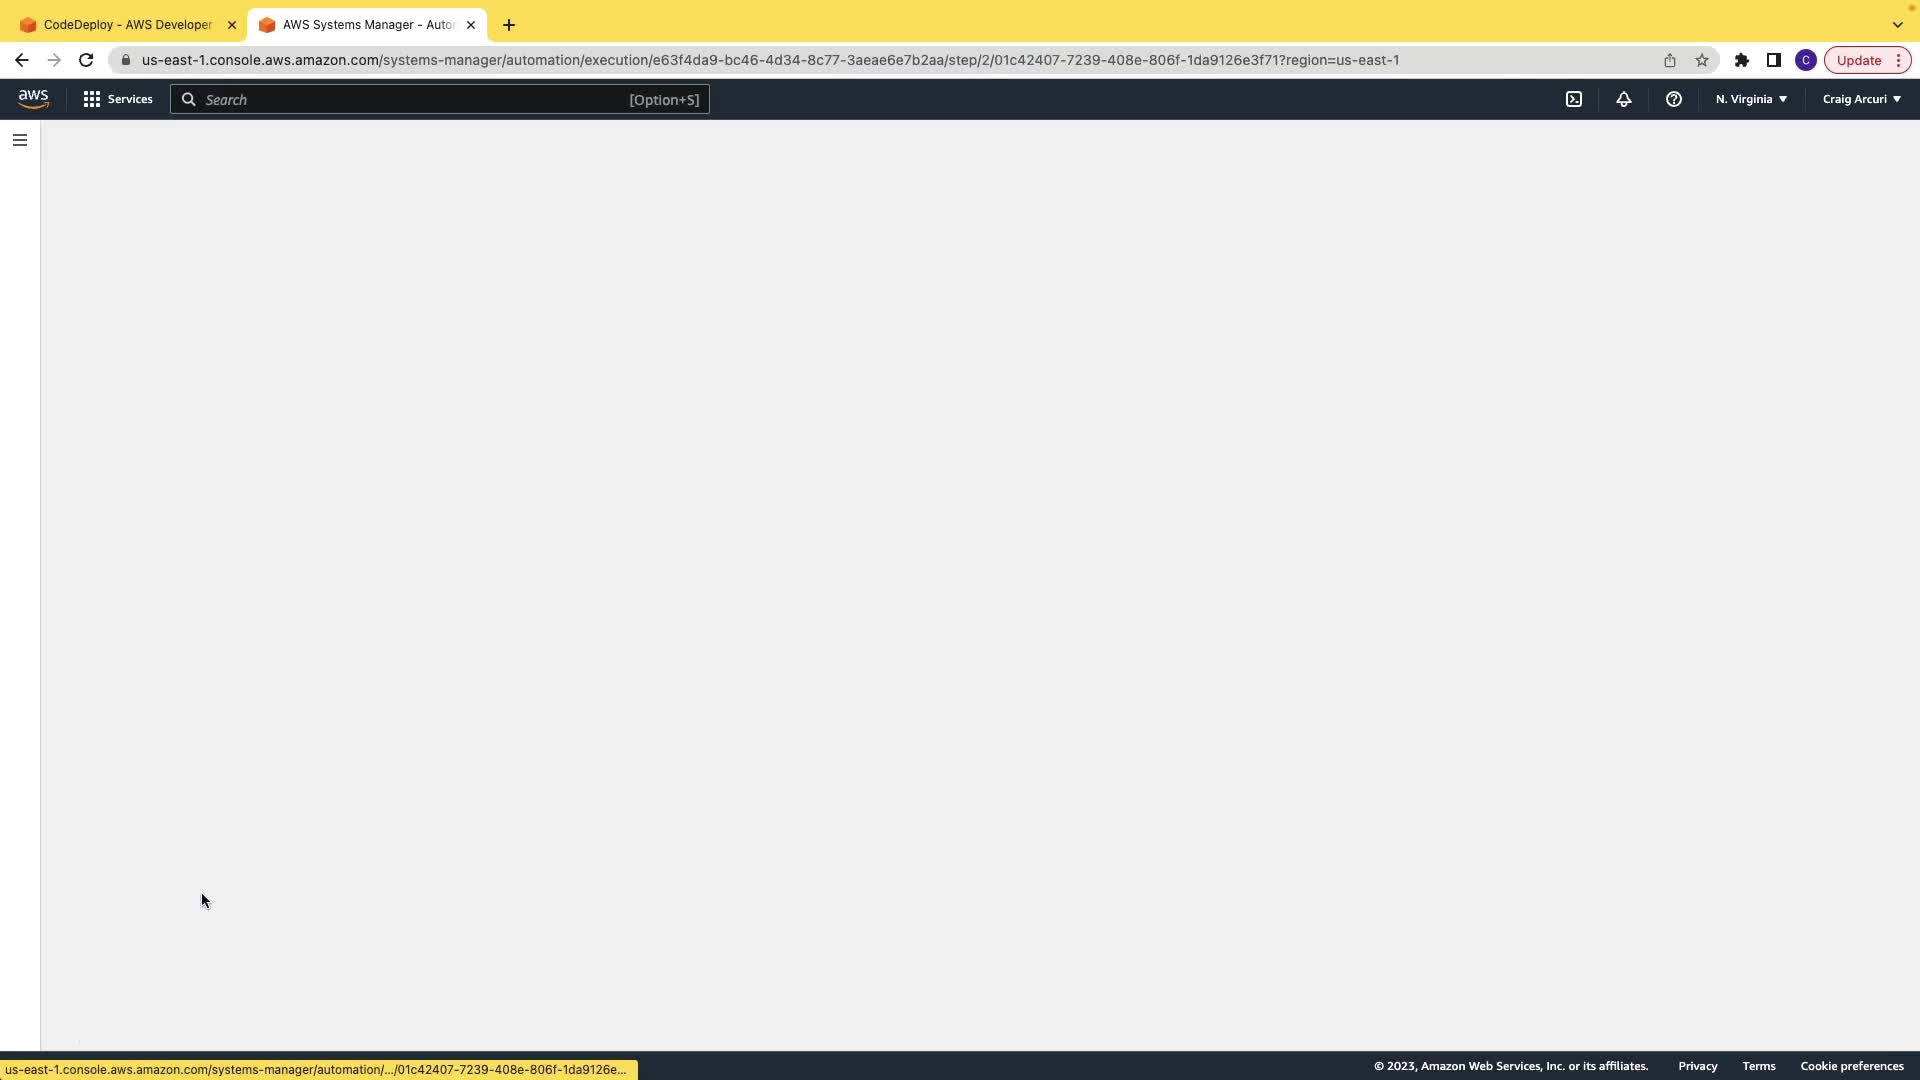 CodeDeploy - AWS Developer
AWS Systems Manager - Auto
us-east-1.console.aws.amazon.com/systems-manager/automation/execution/e63f4da9-bc46-4d34-8c77-3aeae6e7b2aa/step/2/01c42407-7239-408e-806f-1da9126e3f71?region=us-east-1
C
Update
aws
Services
Search
[Option+S]
N. Virginia
Craig Arcuri
us-east-1.console.aws.amazon.com/systems-manager/automation/.../01c42407-7239-408e-806f-1da9126e...
© 2023, Amazon Web Services, Inc. or its affiliates.
Privacy
Terms
Cookie preferences